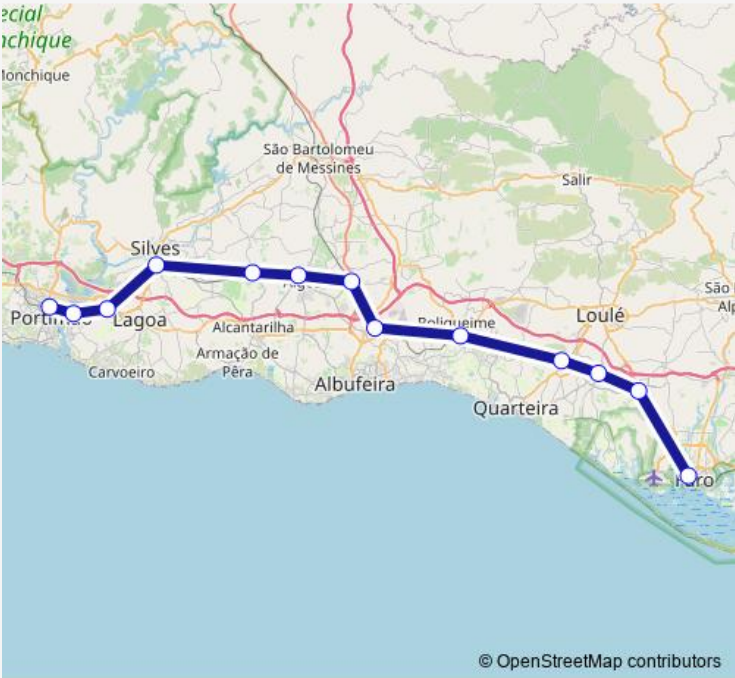 ecial
nchique
Monchique
São Bartolomeu
de Messines
Salir
Silves
São
Portimão
Lagoa
Alcantarilha
Boliqueime
Loulé
Armação de
Pêra
Carvoeiro
Albufeira
Quarteira
Faro
© OpenStreetMap contributors